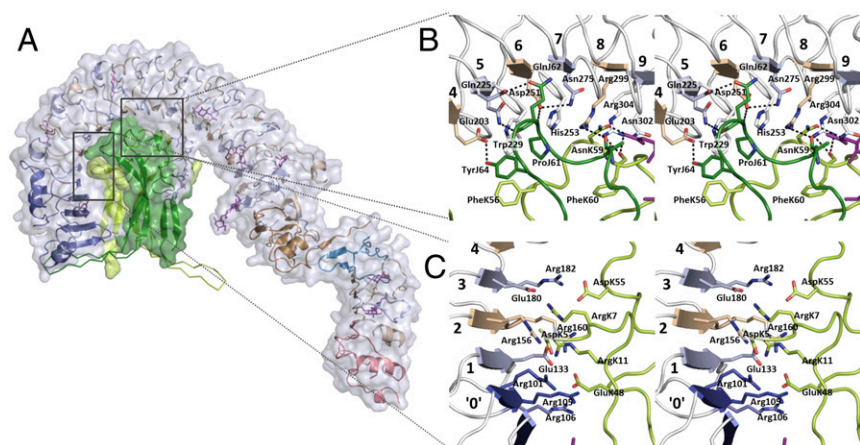 A
B
5
6
7
8
9
4
GlnJ62
Gln225
Asp251
Asn275
Arg299
Arg304
Glu203
Asn302
His253
Trp229
AsnK59
ProJ61
TyrJ64
PheK56
PheK60
5
6
7
8
9
4
GlnJ62
Gln225
Asp251
Asn275
Arg299
Arg304
Glu203
Asn302
His253
Trp229
AsnK59
ProJ61
TyrJ64
PheK56
PheK60
C
4
3
2
1
'0'
Arg182
AspK55
Glu180
ArgK7
Arg160
AspK5
Arg156
ArgK11
Glu133
Arg101
GluK48
Arg105
Arg106
4
3
2
1
'0'
Arg182
AspK55
Glu180
ArgK7
Arg160
AspK5
Arg156
ArgK11
Glu133
Arg101
GluK48
Arg105
Arg106